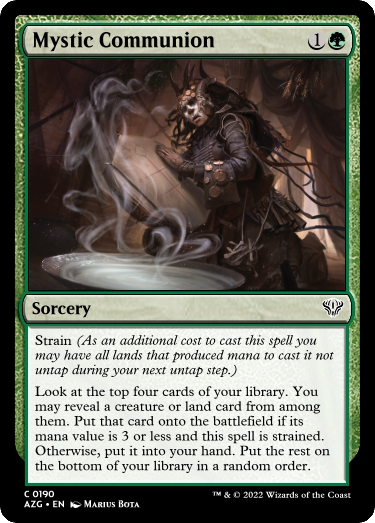 Mystic Communion 1
Sorcery
Strain (As an additional cost to cast this spell you
may have all lands that produced mana to cast it not
untap during your next untap step.)
Look at the top four cards of your library. You
may reveal a creature or land card from among
them. Put that card onto the battlefield if its
mana value is 3 or less and this spell is strained.
Otherwise, put it into your hand. Put the rest on
the bottom of your library in a random order.
C 0190
AZG • EN Marius Bota
™ & © 2022 Wizards of the Coast